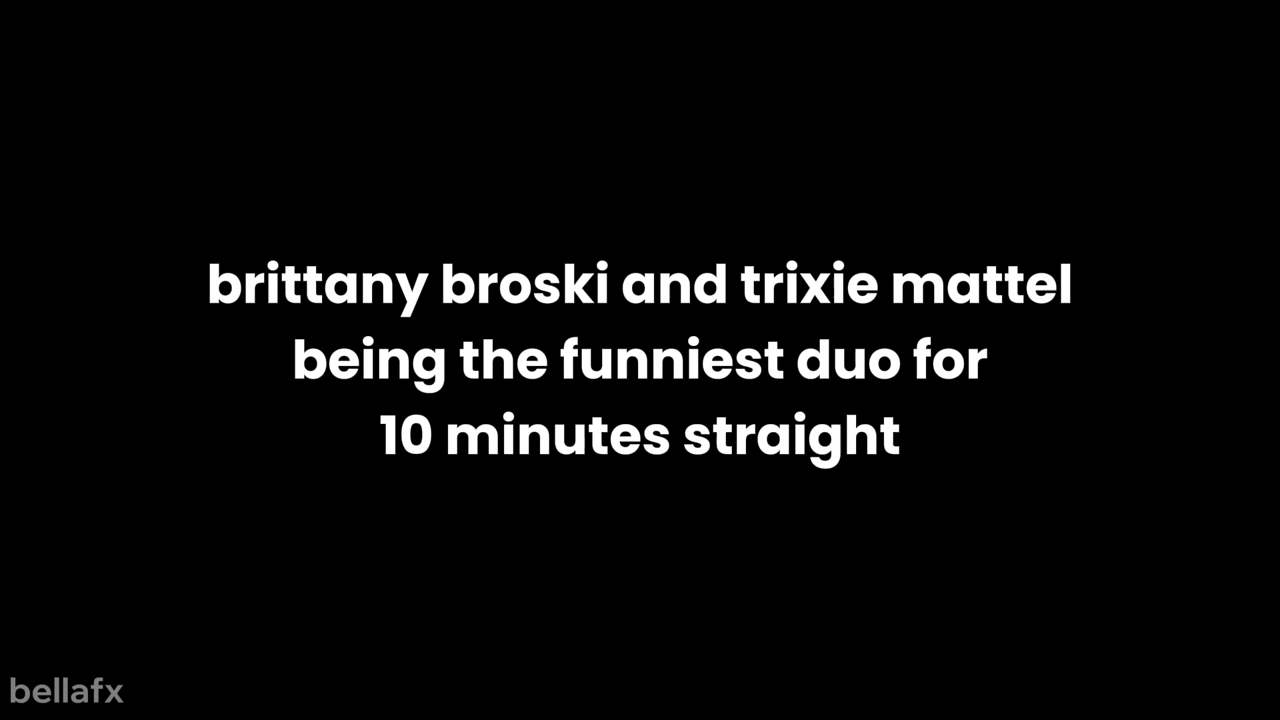 brittany broski and trixie mattel
being the funniest duo for
10 minutes straight
bellafx